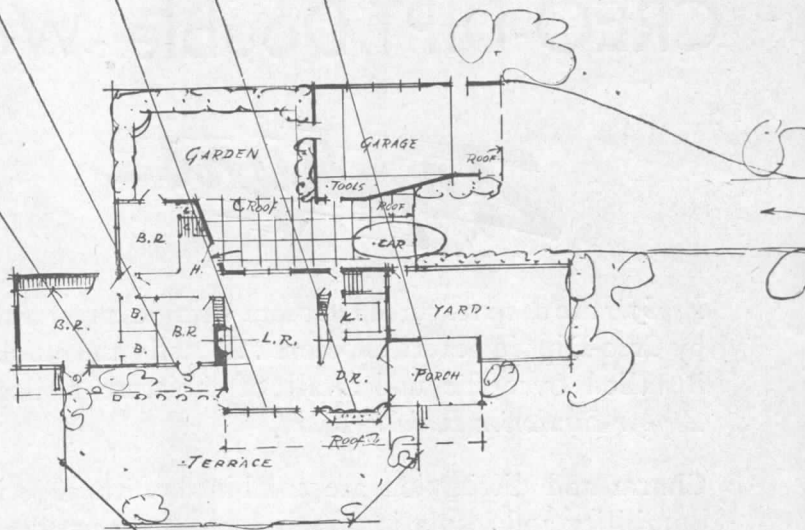 GARDEN
GARAGE
ROOF
TOOLS
ROOF
ROOF
CAR
B.R.
H.
B.R.
B.
B.
B.R.
L.R.
D.R.
YARD
PORCH
ROOF
TERRACE